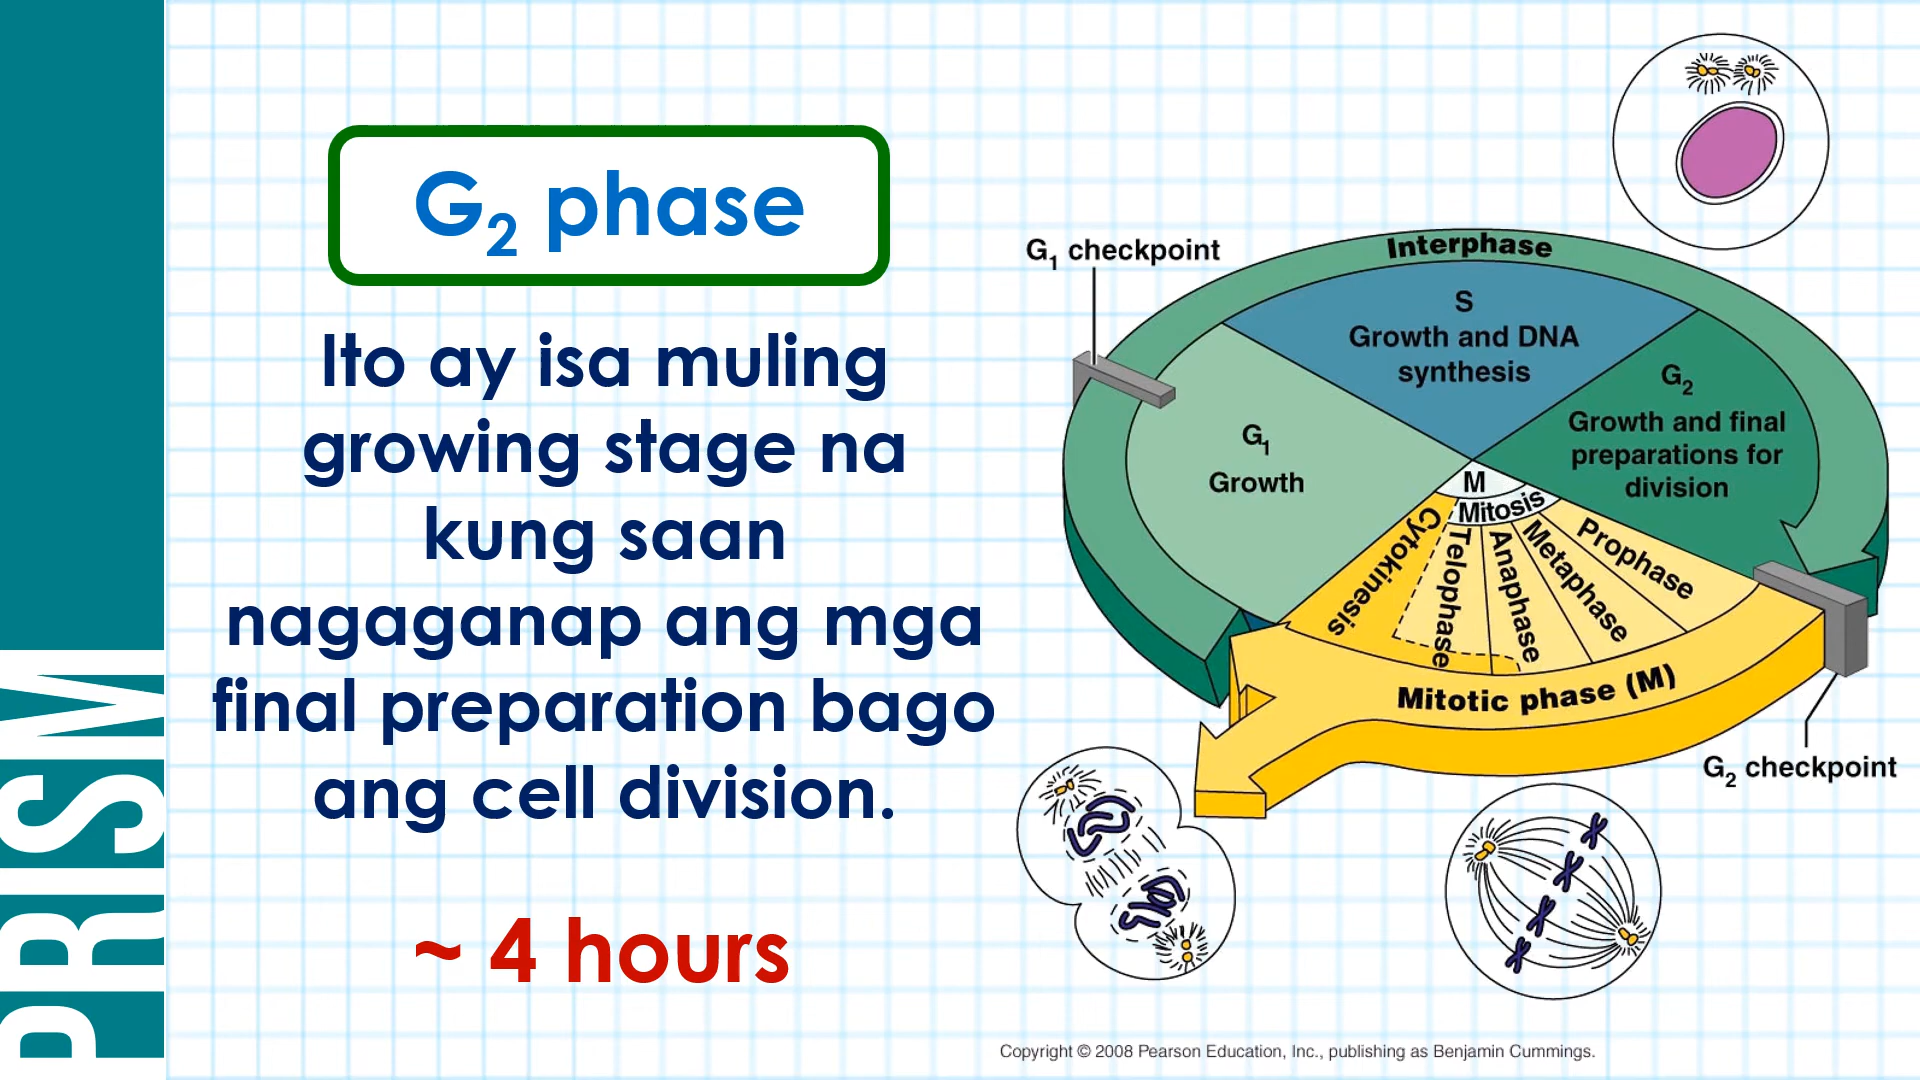 PRISM
G₂ phase
Ito ay isa muling
growing stage na
kung saan
nagaganap ang mga
final preparation bago
ang cell division.
~ 4 hours
G₁ checkpoint
Interphase
S
Growth and DNA
synthesis
G₂
Growth and final
preparations for
division
G₁
Growth
M
Mitosis
Cytokinesis
Telophase
Anaphase
Metaphase
Prophase
Mitotic phase (M)
G₂ checkpoint
Copyright © 2008 Pearson Education, Inc., publishing as Benjamin Cummings.